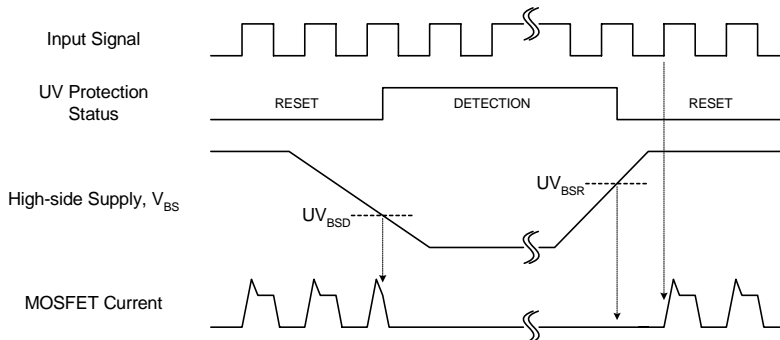 Input Signal
UV Protection
Status
RESET
DETECTION
RESET
High-side Supply, V_BS
UV_BSD
UV_BSR
MOSFET Current